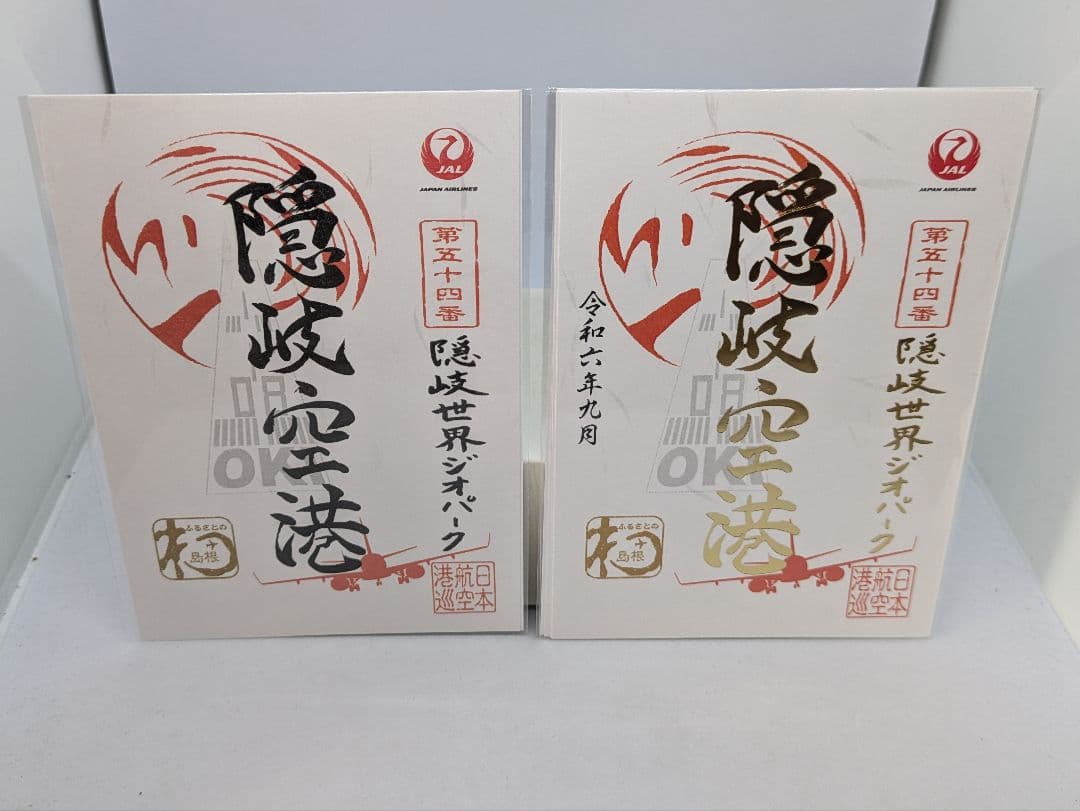 JAL
JAPAN AIRLINES
第五十四番
隠岐世界ジオパーク
隠岐空港
08
OKI
ふるさとの
島根
日本
航空
港巡
JAL
JAPAN AIRLINES
第五十四番
隠岐世界ジオパーク
隠岐空港
令和六年九月
08
OKI
ふるさとの
島根
日本
航空
港巡